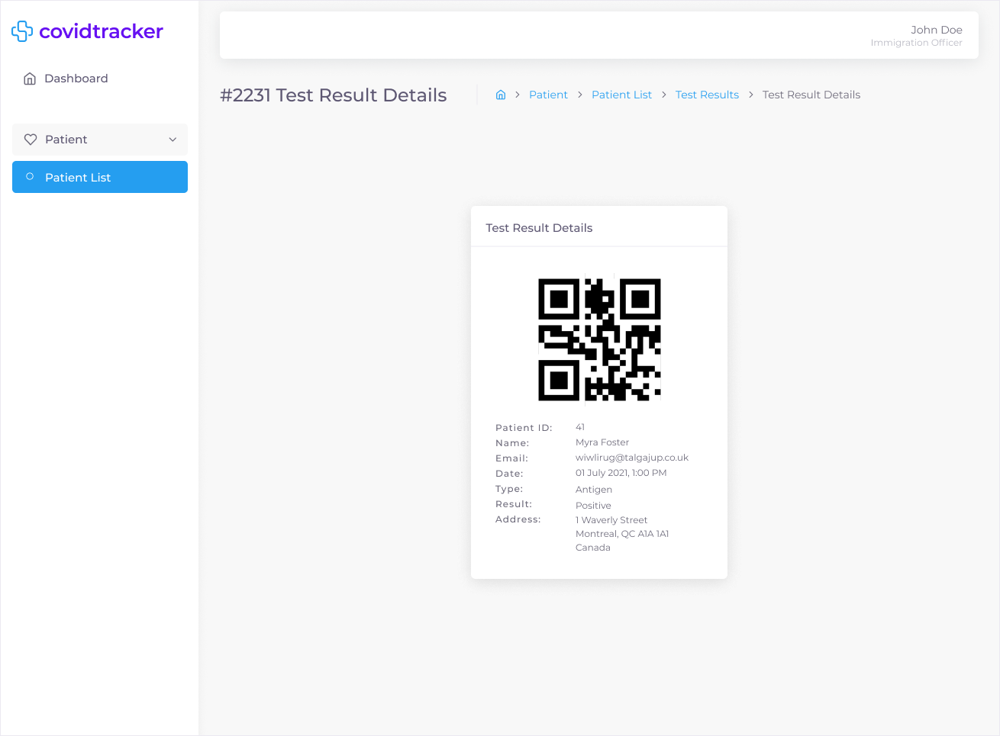 covidtracker
Dashboard
Patient
Patient List
John Doe
Immigration Officer
#2231 Test Result Details
Patient > Patient List > Test Results > Test Result Details
Test Result Details
Patient ID: 41
Name: Myra Foster
Email: wiwlirug@talgajup.co.uk
Date: 01 July 2021, 1:00 PM
Type: Antigen
Result: Positive
Address: 1 Waverly Street
Montreal, QC A1A 1A1
Canada